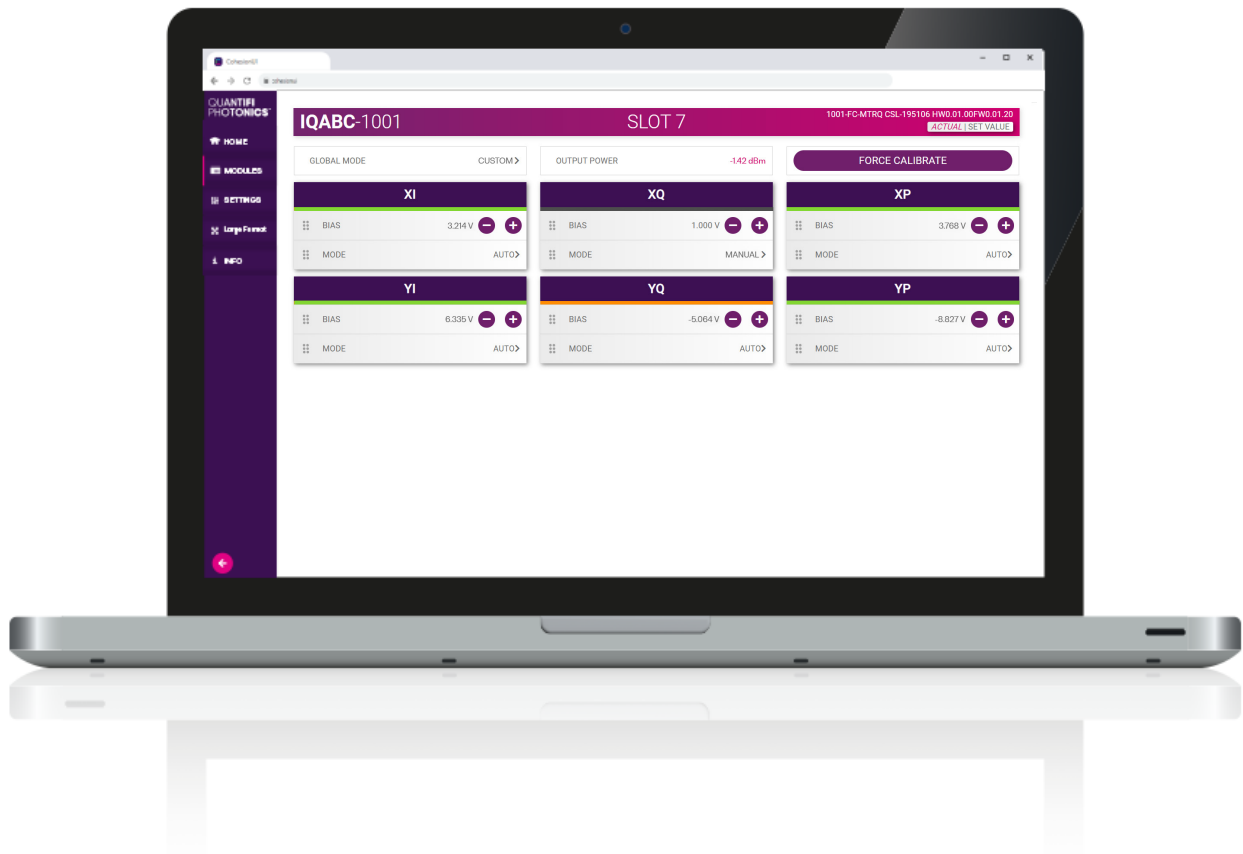 CohesionUI
cohesionui
QUANTIFI
PHOTONICS™
HOME
MODULES
SETTINGS
Large Format
INFO
IQABC-1001
SLOT 7
1001-FC-MTRQ CSL-195106 HW0.01.00FW0.01.20
ACTUAL | SET VALUE
GLOBAL MODE CUSTOM
OUTPUT POWER -1.42 dBm
FORCE CALIBRATE
XI
BIAS 3.214 V
MODE AUTO
XQ
BIAS 1.000 V
MODE MANUAL
XP
BIAS 3.768 V
MODE AUTO
YI
BIAS 6.335 V
MODE AUTO
YQ
BIAS -5.064 V
MODE AUTO
YP
BIAS -8.827 V
MODE AUTO